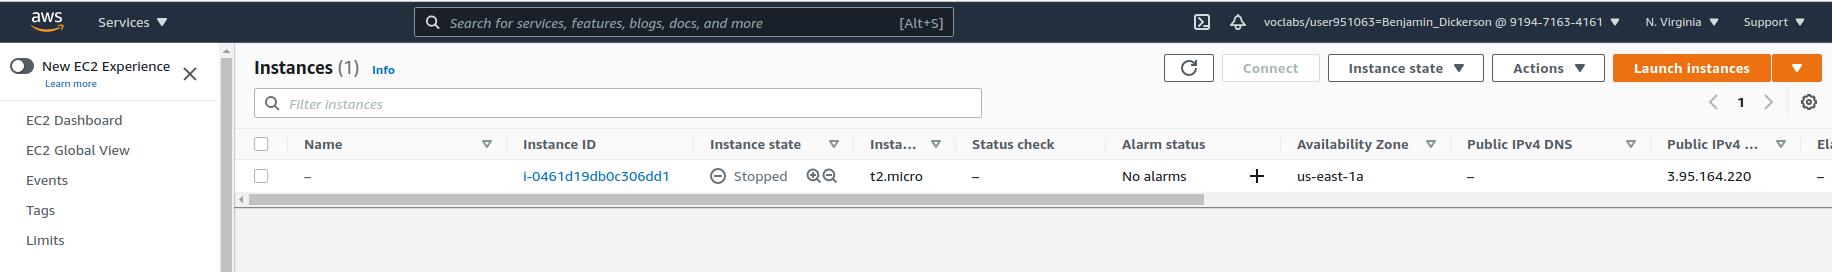 aws Services Search for services, features, blogs, docs, and more [Alt+S] voclabs/user951063=Benjamin_Dickerson @ 9194-7163-4161 N. Virginia Support
New EC2 Experience
Learn more
EC2 Dashboard
EC2 Global View
Events
Tags
Limits
Instances (1) Info Connect Instance state Actions Launch instances
Filter instances 1
Name Instance ID Instance state Insta... Status check Alarm status Availability Zone Public IPv4 DNS Public IPv4 ... Ela
– i-0461d19db0c306dd1 Stopped t2.micro – No alarms + us-east-1a – 3.95.164.220 –